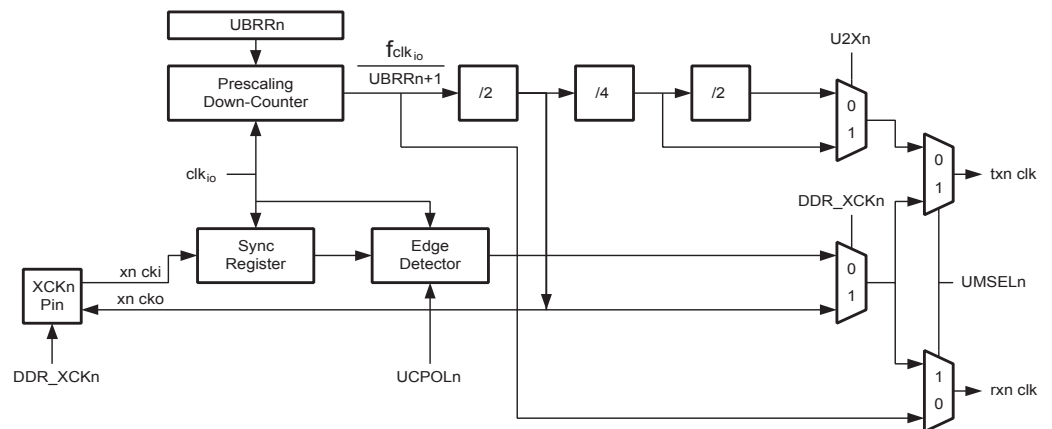 UBRRn
fclkio
UBRRn+1
U2Xn
Prescaling
Down-Counter
/2
/4
/2
0
1
clkio
0
1
txn clk
DDR_XCKn
Sync
Register
Edge
Detector
xn cki
0
1
XCKn
Pin
xn cko
UMSELn
DDR_XCKn
UCPOLn
1
0
rxn clk